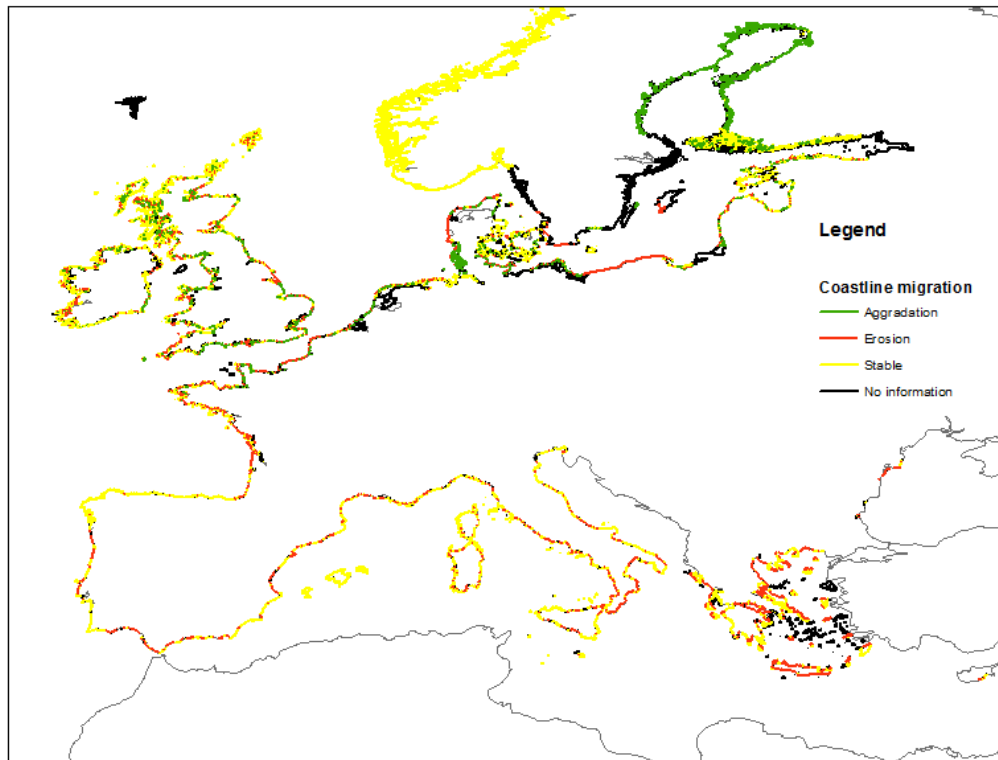 Legend
Coastline migration
Aggradation
Erosion
Stable
No information